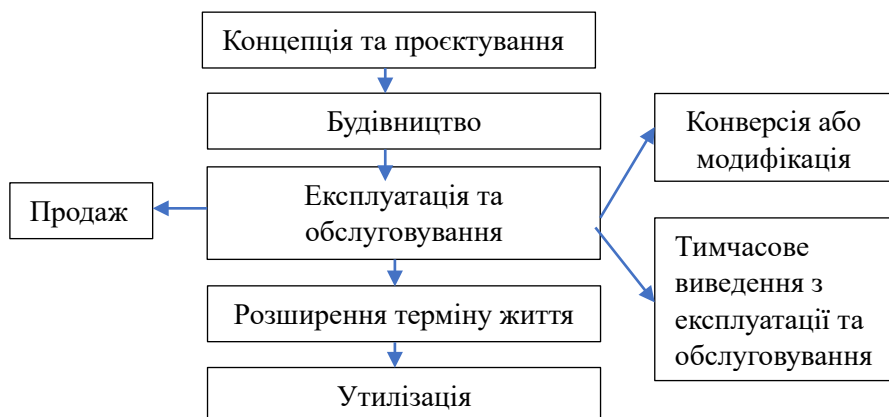 Концепція та проєктування
Будівництво
Конверсія або
модифікація
Експлуатація та
обслуговування
Продаж
Тимчасове
виведення з
експлуатації та
обслуговування
Розширення терміну життя
Утилізація